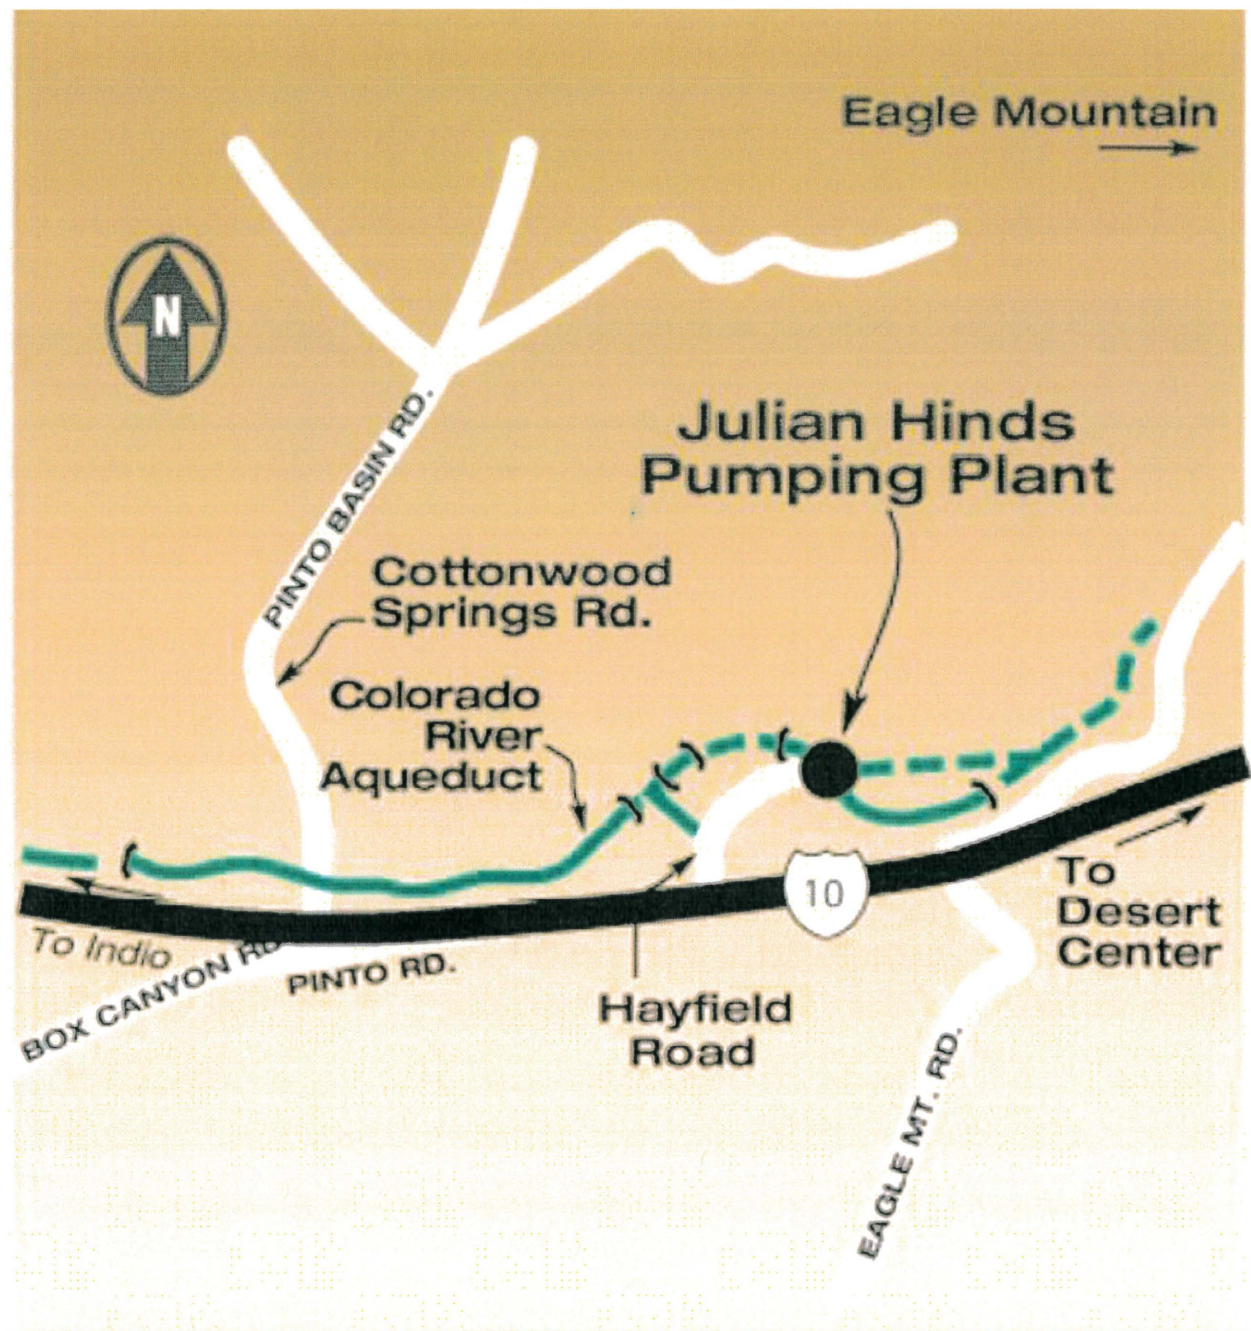 Eagle Mountain
N
Julian Hinds
Pumping Plant
PINTO BASIN RD.
Cottonwood
Springs Rd.
Colorado
River
Aqueduct
10
To
Desert
Center
To Indio
BOX CANYON RD
PINTO RD.
Hayfield
Road
EAGLE MT. RD.